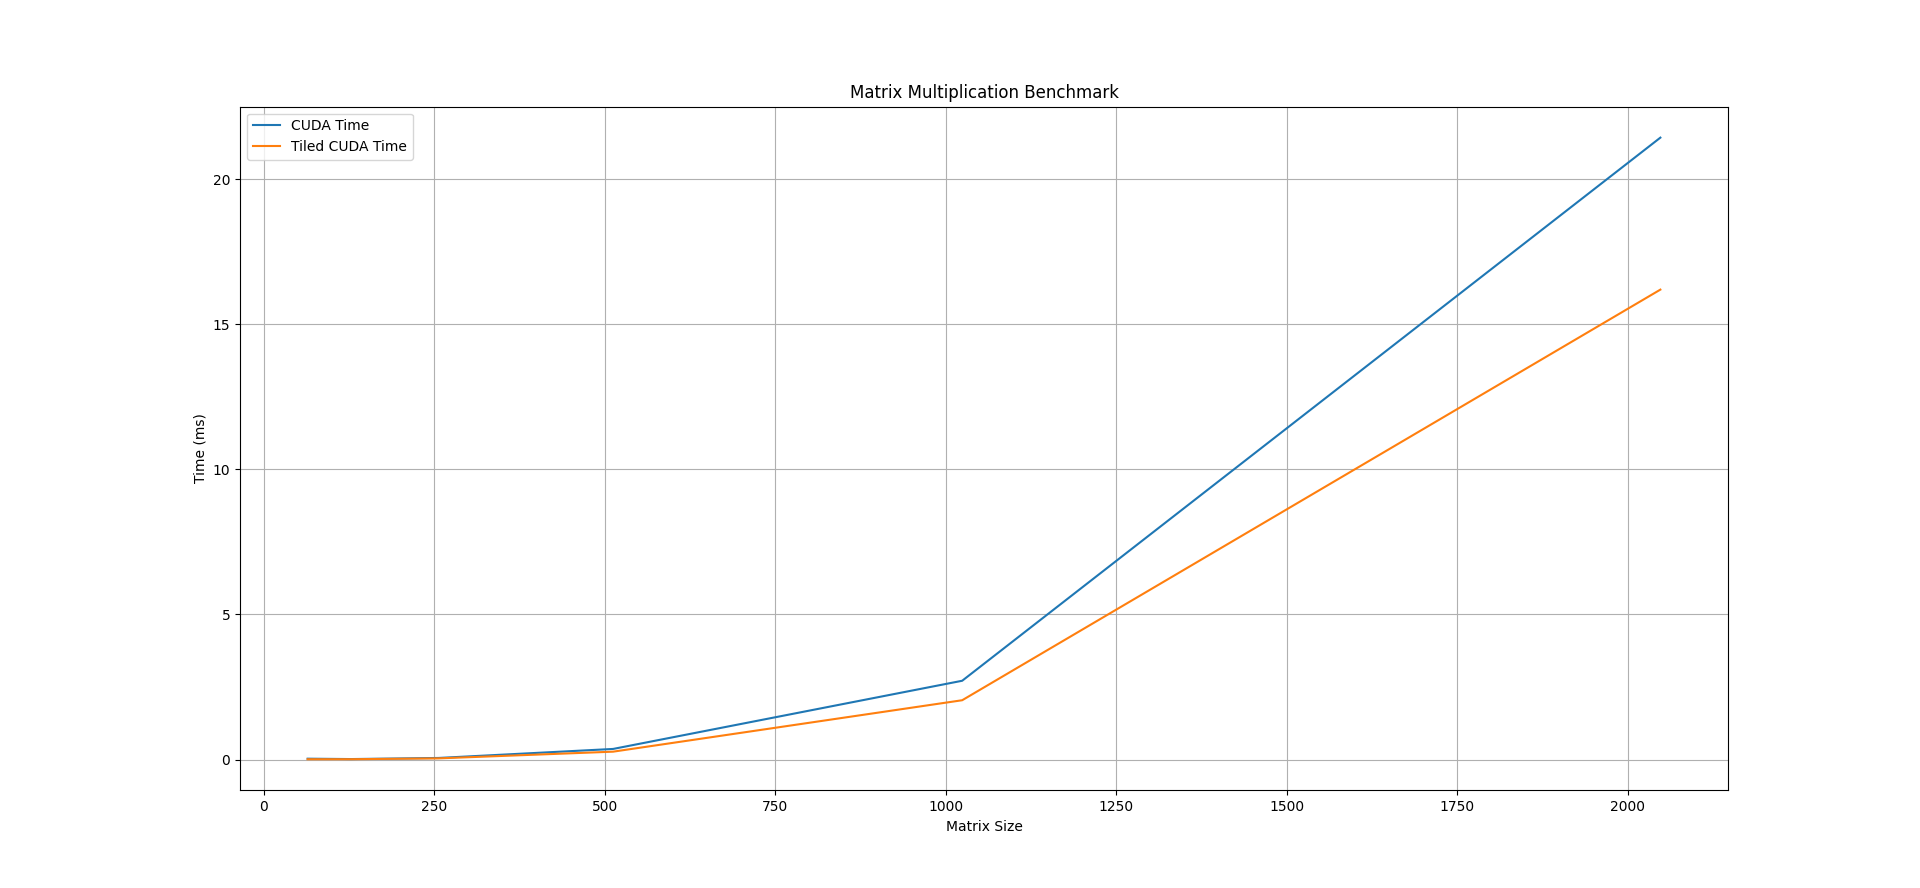 Matrix Multiplication Benchmark
CUDA Time
Tiled CUDA Time
20
15
10
5
0
Time (ms)
0 250 500 750 1000 1250 1500 1750 2000
Matrix Size